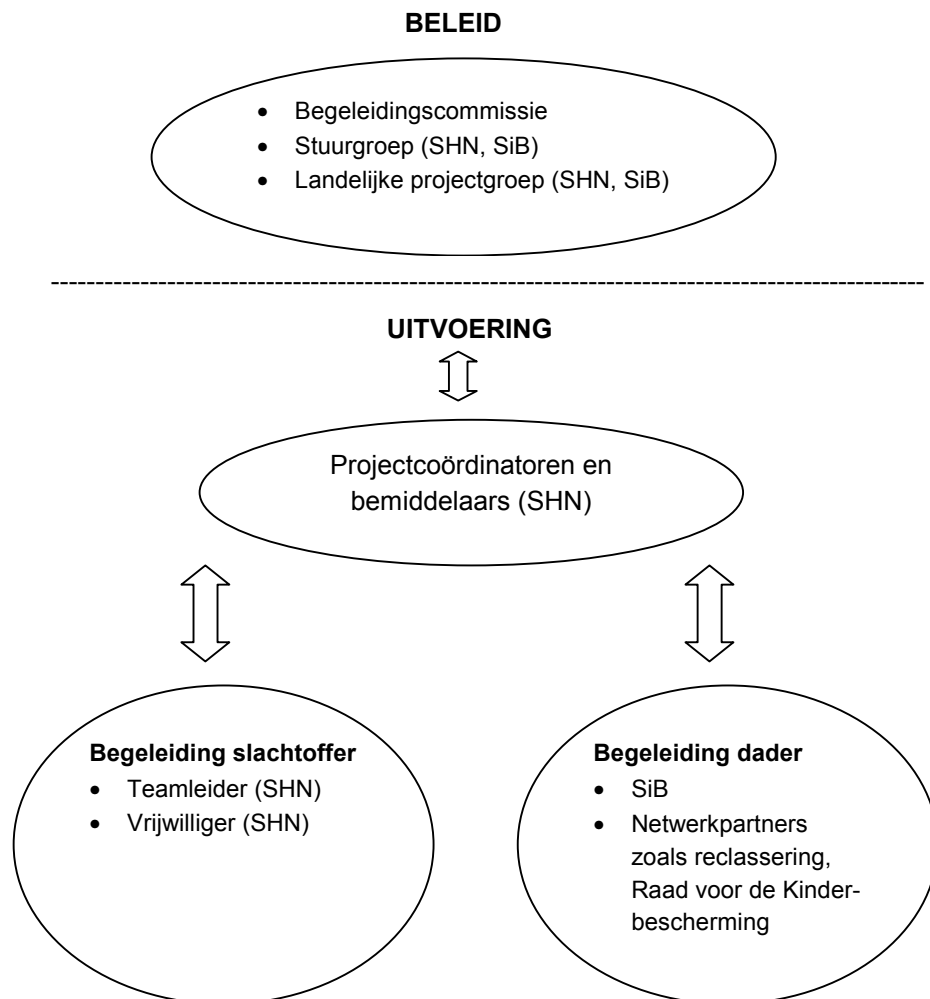 BELEID
• Begeleidingscommissie
• Stuurgroep (SHN, SiB)
• Landelijke projectgroep (SHN, SiB)
UITVOERING
Projectcoördinatoren en
bemiddelaars (SHN)
Begeleiding slachtoffer
• Teamleider (SHN)
• Vrijwilliger (SHN)
Begeleiding dader
• SiB
• Netwerkpartners
zoals reclassering,
Raad voor de Kinder-
bescherming